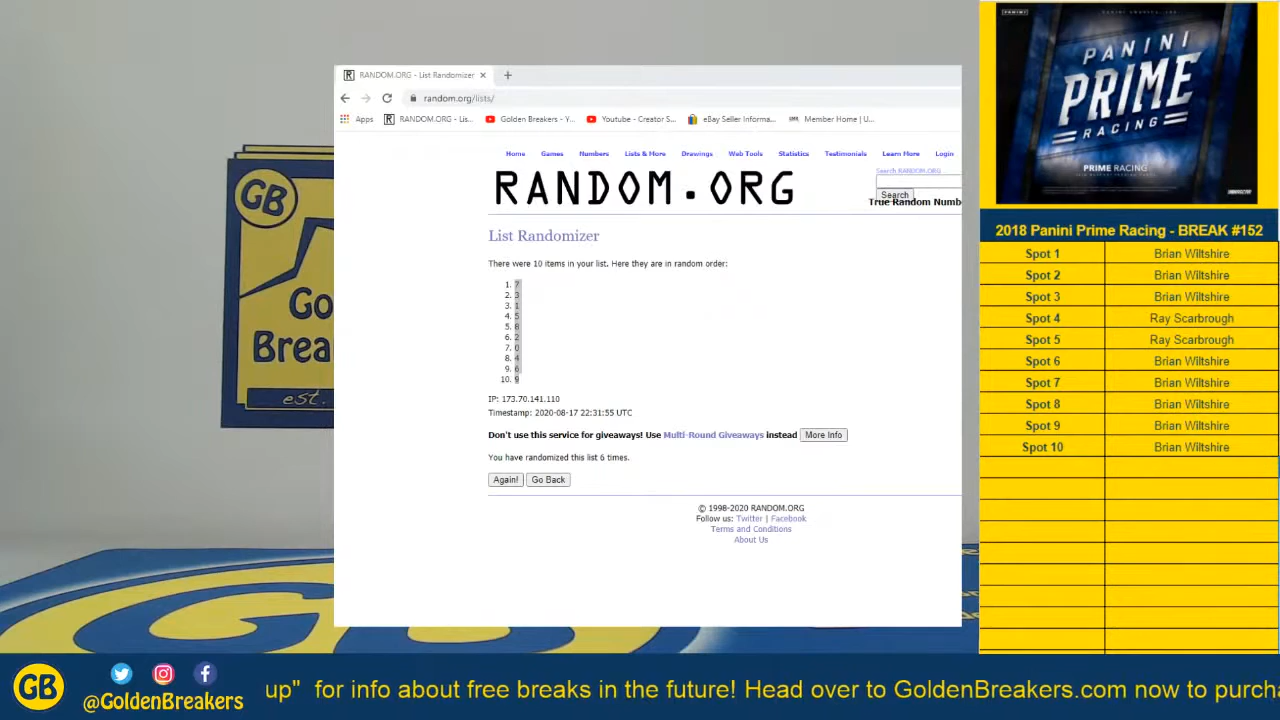 RANDOM.ORG - List Randomizer
random.org/lists/
Apps RANDOM.ORG - Lis... Golden Breakers - Y... Youtube - Creator S... eBay Seller Informa... Member Home | U...
Home Games Numbers Lists & More Drawings Web Tools Statistics Testimonials Learn More Login
RANDOM.ORG
Search RANDOM.ORG
Search
True Random Numb
List Randomizer
There were 10 items in your list. Here they are in random order:
1. 7
2. 3
3. 1
4. 5
5. 8
6. 2
7. 0
8. 4
9. 6
10. 9
IP: 173.70.141.110
Timestamp: 2020-08-17 22:31:55 UTC
Don't use this service for giveaways! Use Multi-Round Giveaways instead More Info
You have randomized this list 6 times.
Again! Go Back
© 1998-2020 RANDOM.ORG
Follow us: Twitter | Facebook
Terms and Conditions
About Us
GB
Go
Brea
est.
PANINI
PANINI
PRIME
RACING
PRIME RACING
2018 Panini Prime Racing - BREAK #152
Spot 1 Brian Wiltshire
Spot 2 Brian Wiltshire
Spot 3 Brian Wiltshire
Spot 4 Ray Scarbrough
Spot 5 Ray Scarbrough
Spot 6 Brian Wiltshire
Spot 7 Brian Wiltshire
Spot 8 Brian Wiltshire
Spot 9 Brian Wiltshire
Spot 10 Brian Wiltshire
GB
@GoldenBreakers
up" for info about free breaks in the future! Head over to GoldenBreakers.com now to purcha